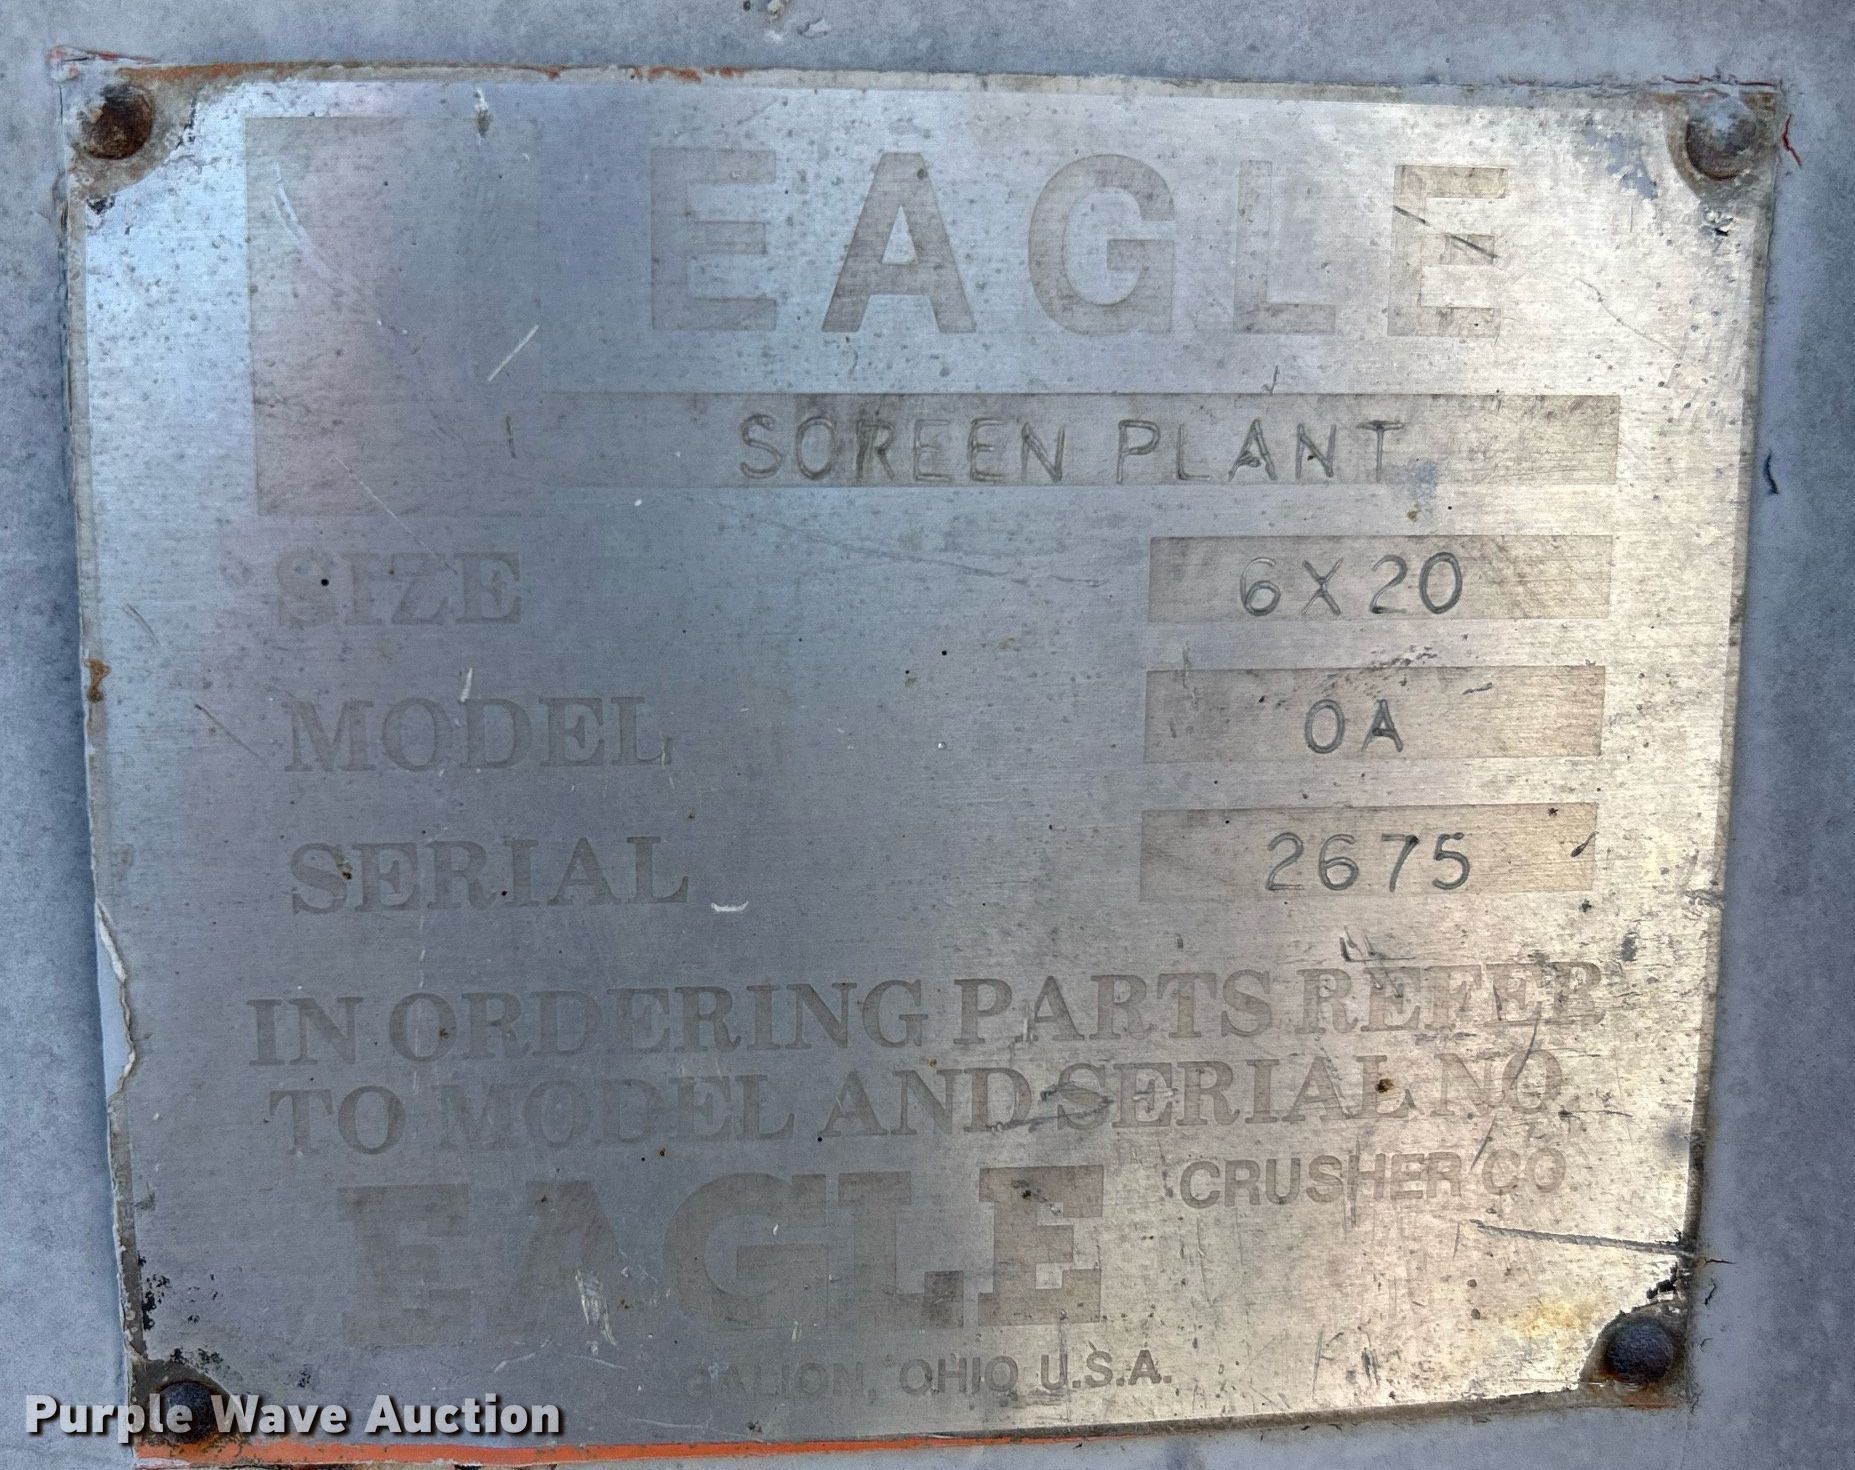 EAGLE
SCREEN PLANT
SIZE 6X20
MODEL OA
SERIAL 2675
IN ORDERING PARTS REFER
TO MODEL AND SERIAL NO.
EAGLE CRUSHER CO.
GALION, OHIO U.S.A.
Purple Wave Auction